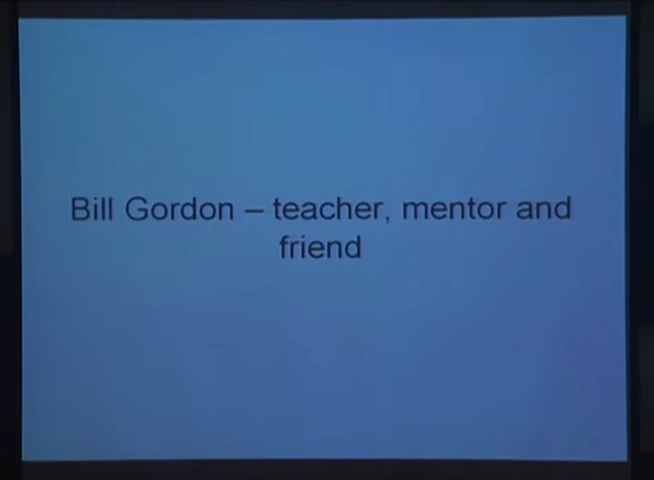 Bill Gordon – teacher, mentor and
friend